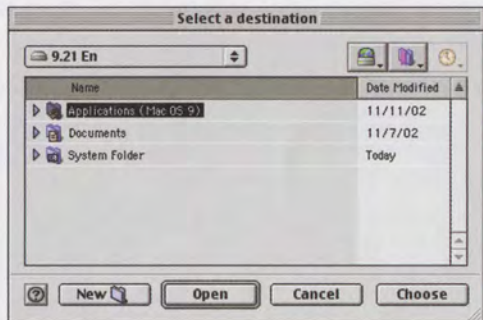 Select a destination
9.21 En
Name Date Modified
Applications (Mac OS 9) 11/11/02
Documents 11/7/02
System Folder Today
? New Open Cancel Choose